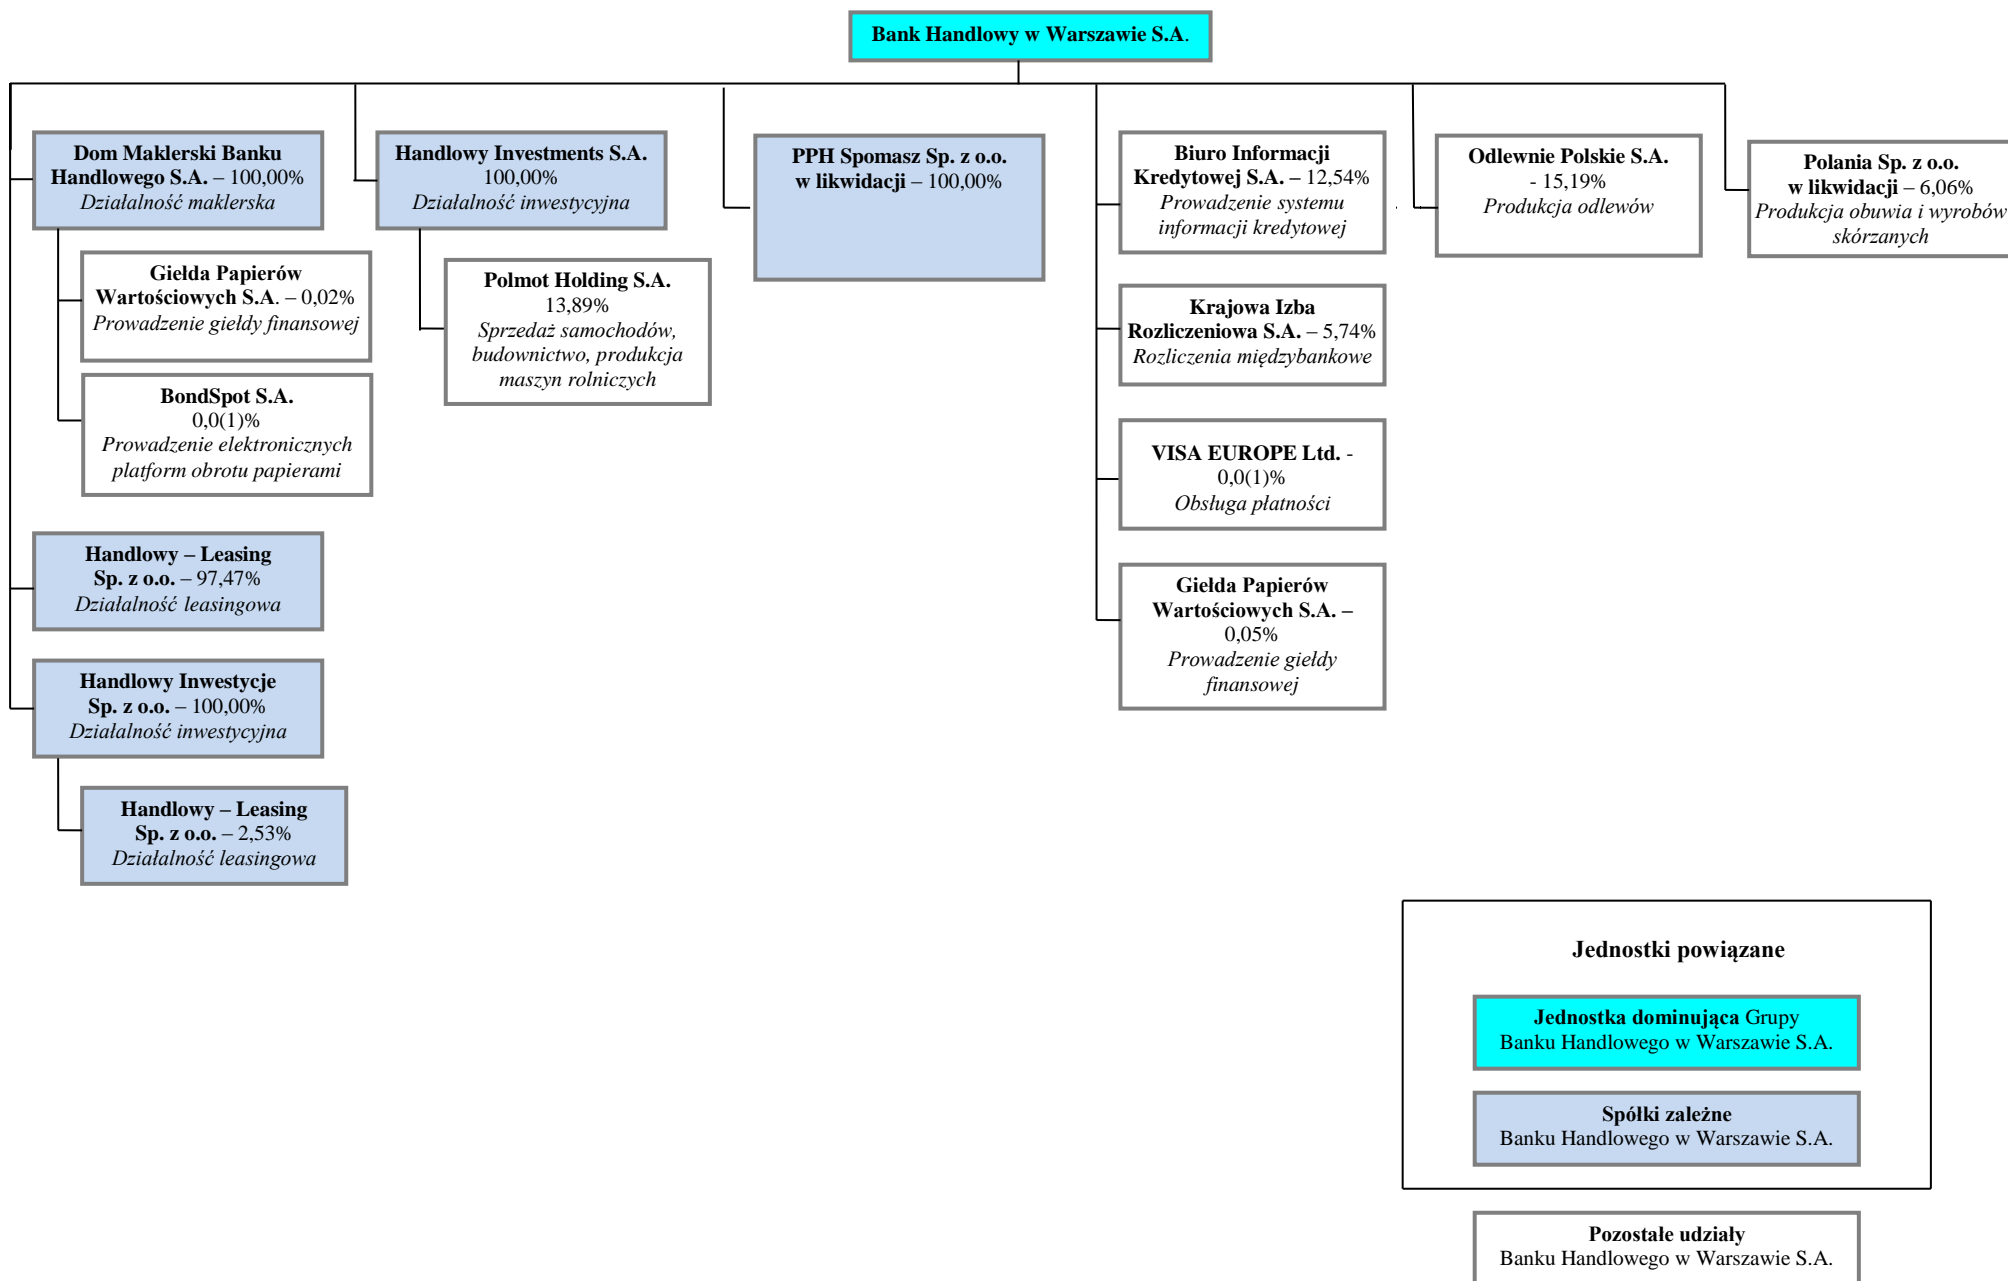 Bank Handlowy w Warszawie S.A.
Dom Maklerski Banku
Handlowego S.A. – 100,00%
Działalność maklerska
Giełda Papierów
Wartościowych S.A. – 0,02%
Prowadzenie giełdy finansowej
BondSpot S.A.
0,0(1)%
Prowadzenie elektronicznych
platform obrotu papierami
Handlowy – Leasing
Sp. z o.o. – 97,47%
Działalność leasingowa
Handlowy Inwestycje
Sp. z o.o. – 100,00%
Działalność inwestycyjna
Handlowy – Leasing
Sp. z o.o. – 2,53%
Działalność leasingowa
Handlowy Investments S.A.
100,00%
Działalność inwestycyjna
Polmot Holding S.A.
13,89%
Sprzedaż samochodów,
budownictwo, produkcja
maszyn rolniczych
PPH Spomasz Sp. z o.o.
w likwidacji – 100,00%
Biuro Informacji
Kredytowej S.A. – 12,54%
Prowadzenie systemu
informacji kredytowej
Krajowa Izba
Rozliczeniowa S.A. – 5,74%
Rozliczenia międzybankowe
VISA EUROPE Ltd. -
0,0(1)%
Obsługa płatności
Giełda Papierów
Wartościowych S.A. –
0,05%
Prowadzenie giełdy
finansowej
Odlewnie Polskie S.A.
- 15,19%
Produkcja odlewów
Polania Sp. z o.o.
w likwidacji – 6,06%
Produkcja obuwia i wyrobów
skórzanych
Jednostki powiązane
Jednostka dominująca Grupy
Banku Handlowego w Warszawie S.A.
Spółki zależne
Banku Handlowego w Warszawie S.A.
Pozostałe udziały
Banku Handlowego w Warszawie S.A.